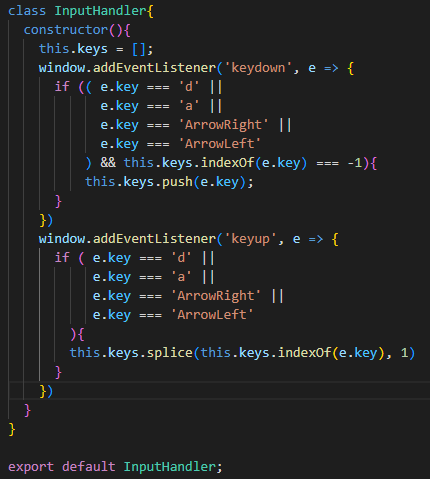 class InputHandler{
  constructor(){
    this.keys = [];
    window.addEventListener('keydown', e => {
      if (( e.key === 'd' ||
            e.key === 'a' ||
            e.key === 'ArrowRight' ||
            e.key === 'ArrowLeft'
          ) && this.keys.indexOf(e.key) === -1){
          this.keys.push(e.key);
      }
    })
    window.addEventListener('keyup', e => {
      if ( e.key === 'd' ||
           e.key === 'a' ||
           e.key === 'ArrowRight' ||
           e.key === 'ArrowLeft'
        ){
        this.keys.splice(this.keys.indexOf(e.key), 1)
      }
    })
  }
}

export default InputHandler;